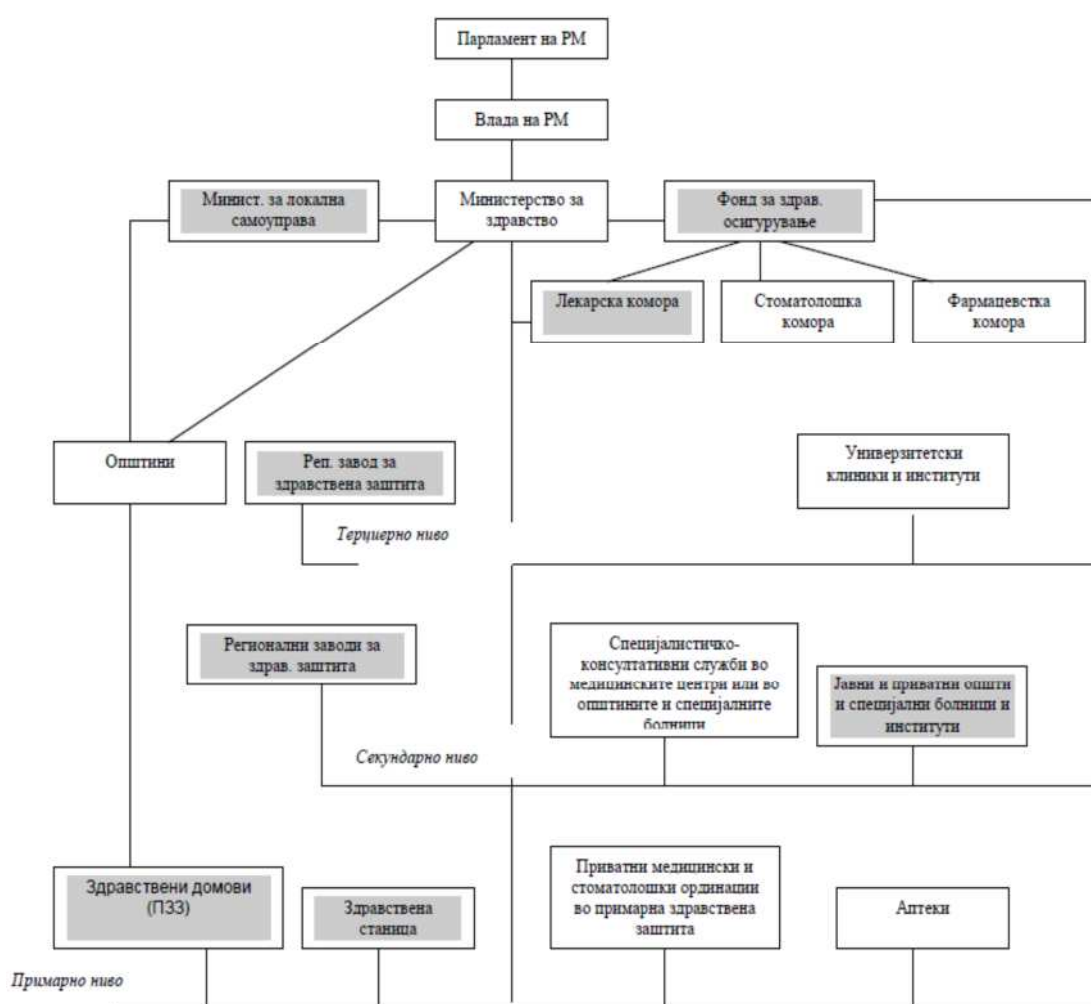 Парламент на РМ
Влада на РМ
Минист. за локална
самоуправа
Министерство за
здравство
Фонд за здрав.
осигурување
Лекарска комора
Стоматолошка
комора
Фармацевстка
комора
Општини
Реп. завод за
здравствена заштита
Универзитетски
клиники и институти
Терциерно ниво
Регионални заводи за
здрав. заштита
Специјалистичко-
консултативни служби во
медицинските центри или во
општините и специјалните
болници
Јавни и приватни општи
и специјални болници и
институти
Секундарно ниво
Здравствени домови
(ПЗЗ)
Здравствена
станица
Приватни медицински и
стоматолошки ординации
во примарна здравствена
заштита
Аптеки
Примарно ниво